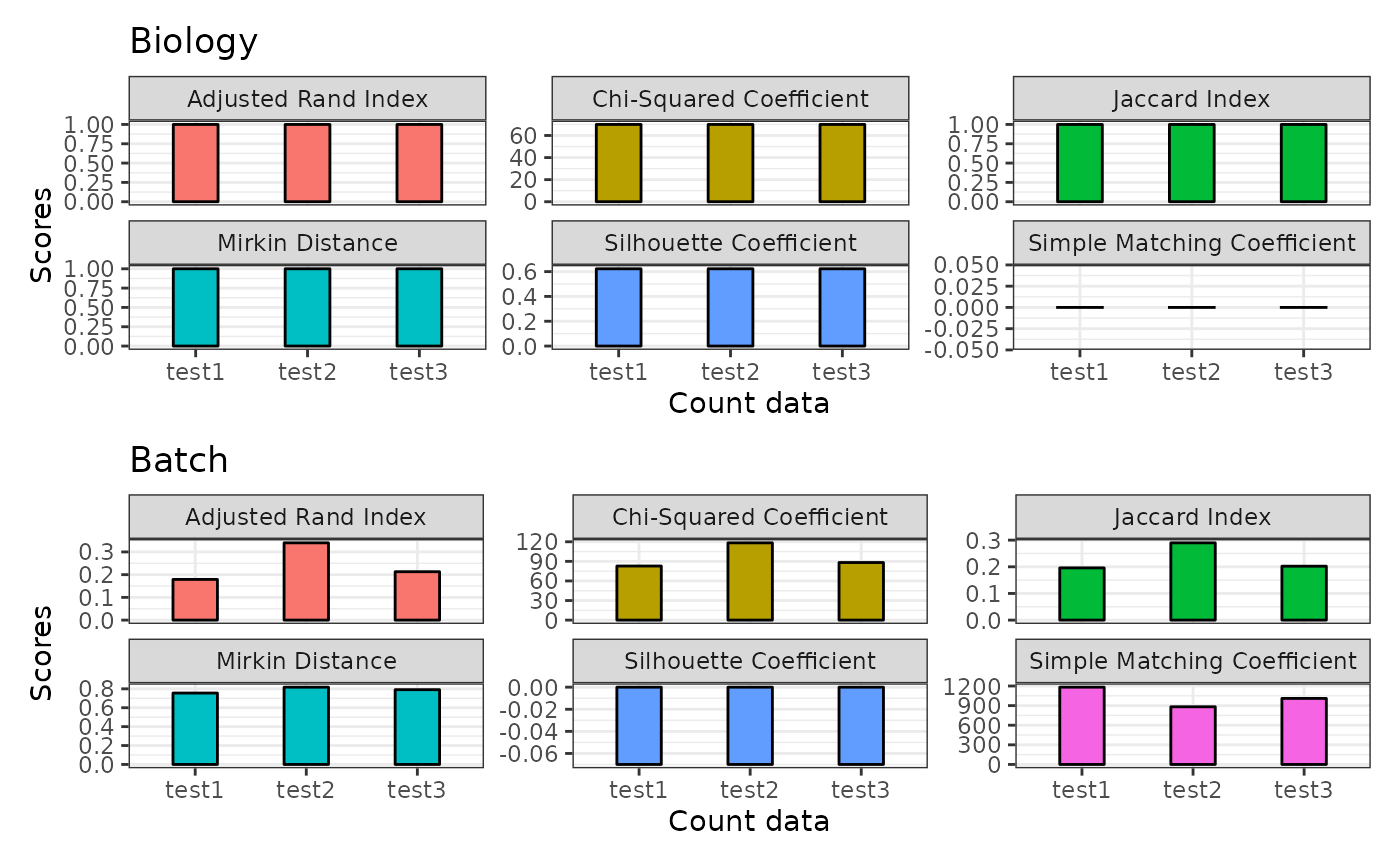 Biology
Adjusted Rand Index Chi-Squared Coefficient Jaccard Index
1.00 0.75 0.50 0.25 0.00
60 40 20 0
1.00 0.75 0.50 0.25 0.00
Scores
Mirkin Distance Silhouette Coefficient Simple Matching Coefficient
1.00 0.75 0.50 0.25 0.00
0.6 0.4 0.2 0.0
0.050 0.025 0.000 -0.025 -0.050
test1 test2 test3 test1 test2 test3 test1 test2 test3
Count data
Batch
Adjusted Rand Index Chi-Squared Coefficient Jaccard Index
0.3 0.2 0.1 0.0
120 90 60 30 0
0.3 0.2 0.1 0.0
Scores
Mirkin Distance Silhouette Coefficient Simple Matching Coefficient
0.8 0.6 0.4 0.2 0.0
0.00 -0.02 -0.04 -0.06
1200 900 600 300 0
test1 test2 test3 test1 test2 test3 test1 test2 test3
Count data